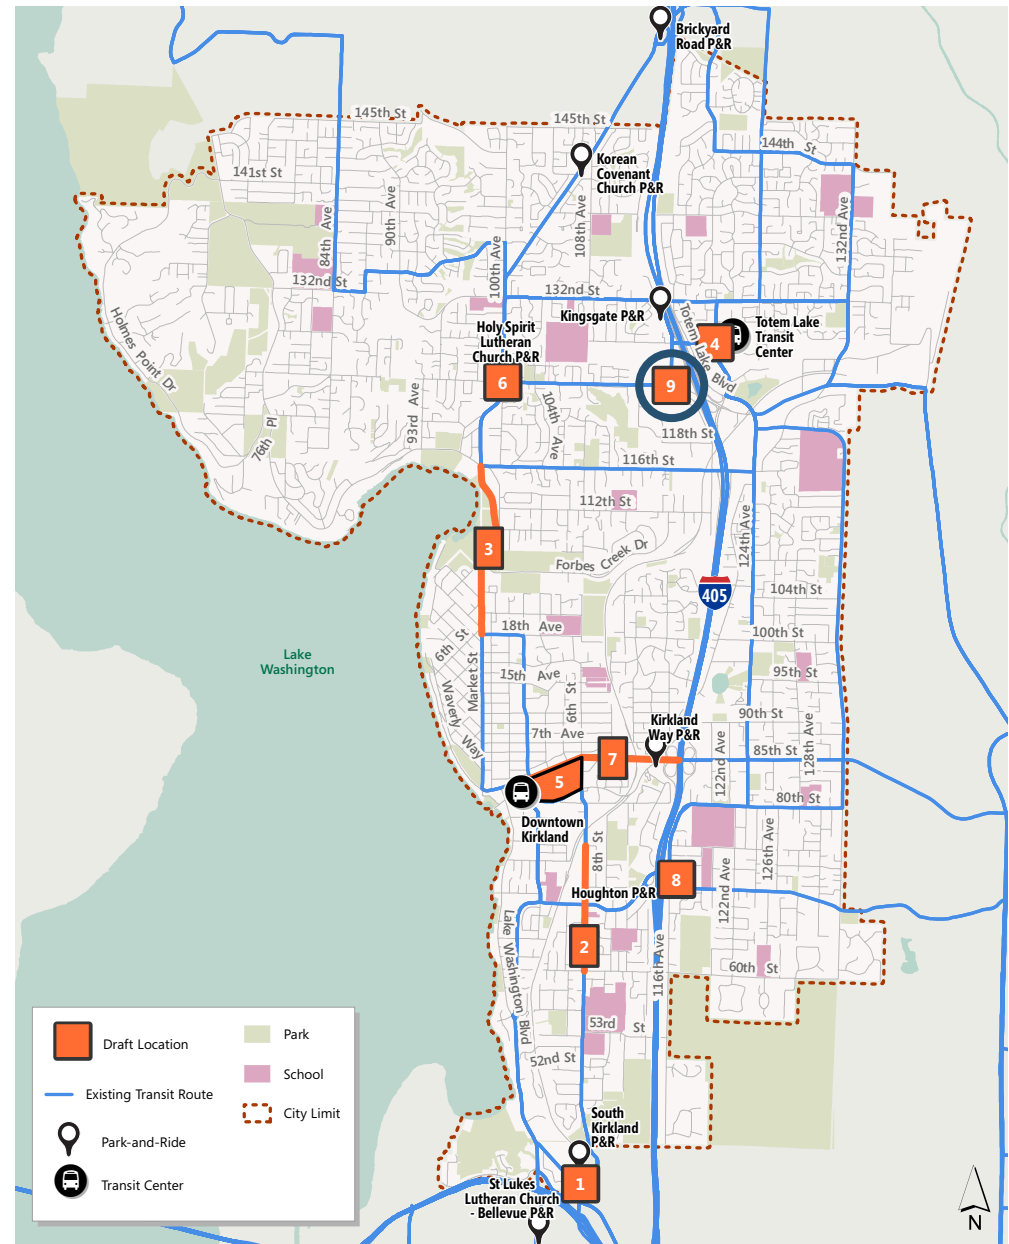 Brickyard
Road P&R
145th St
145th St
144th St
Korean
Covenant
Church P&R
141st St
84th Ave
90th Ave
100th Ave
108th Ave
132nd Ave
132nd St
132nd St
Kingsgate P&R
Totem Lake Blvd
4
Totem Lake
Transit
Center
Holmes Point Dr
Holy Spirit
Lutheran
Church P&R
6
9
93rd Ave
104th Ave
76th Pl
118th St
116th St
112th St
124th Ave
3
Forbes Creek Dr
405
104th St
18th Ave
100th St
6th St
Lake
Washington
Market St
15th Ave
95th St
Waverly Way
6th St
90th St
Kirkland
Way P&R
7th Ave
122nd Ave
128th Ave
85th St
7
5
80th St
Downtown
Kirkland
8th St
126th Ave
122nd Ave
Houghton P&R
8
Lake Washington Blvd
2
116th Ave
60th St
53rd St
52nd St
South
Kirkland
P&R
1
St Lukes
Lutheran Church
- Bellevue P&R
Draft Location
Existing Transit Route
Park-and-Ride
Transit Center
Park
School
City Limit
N